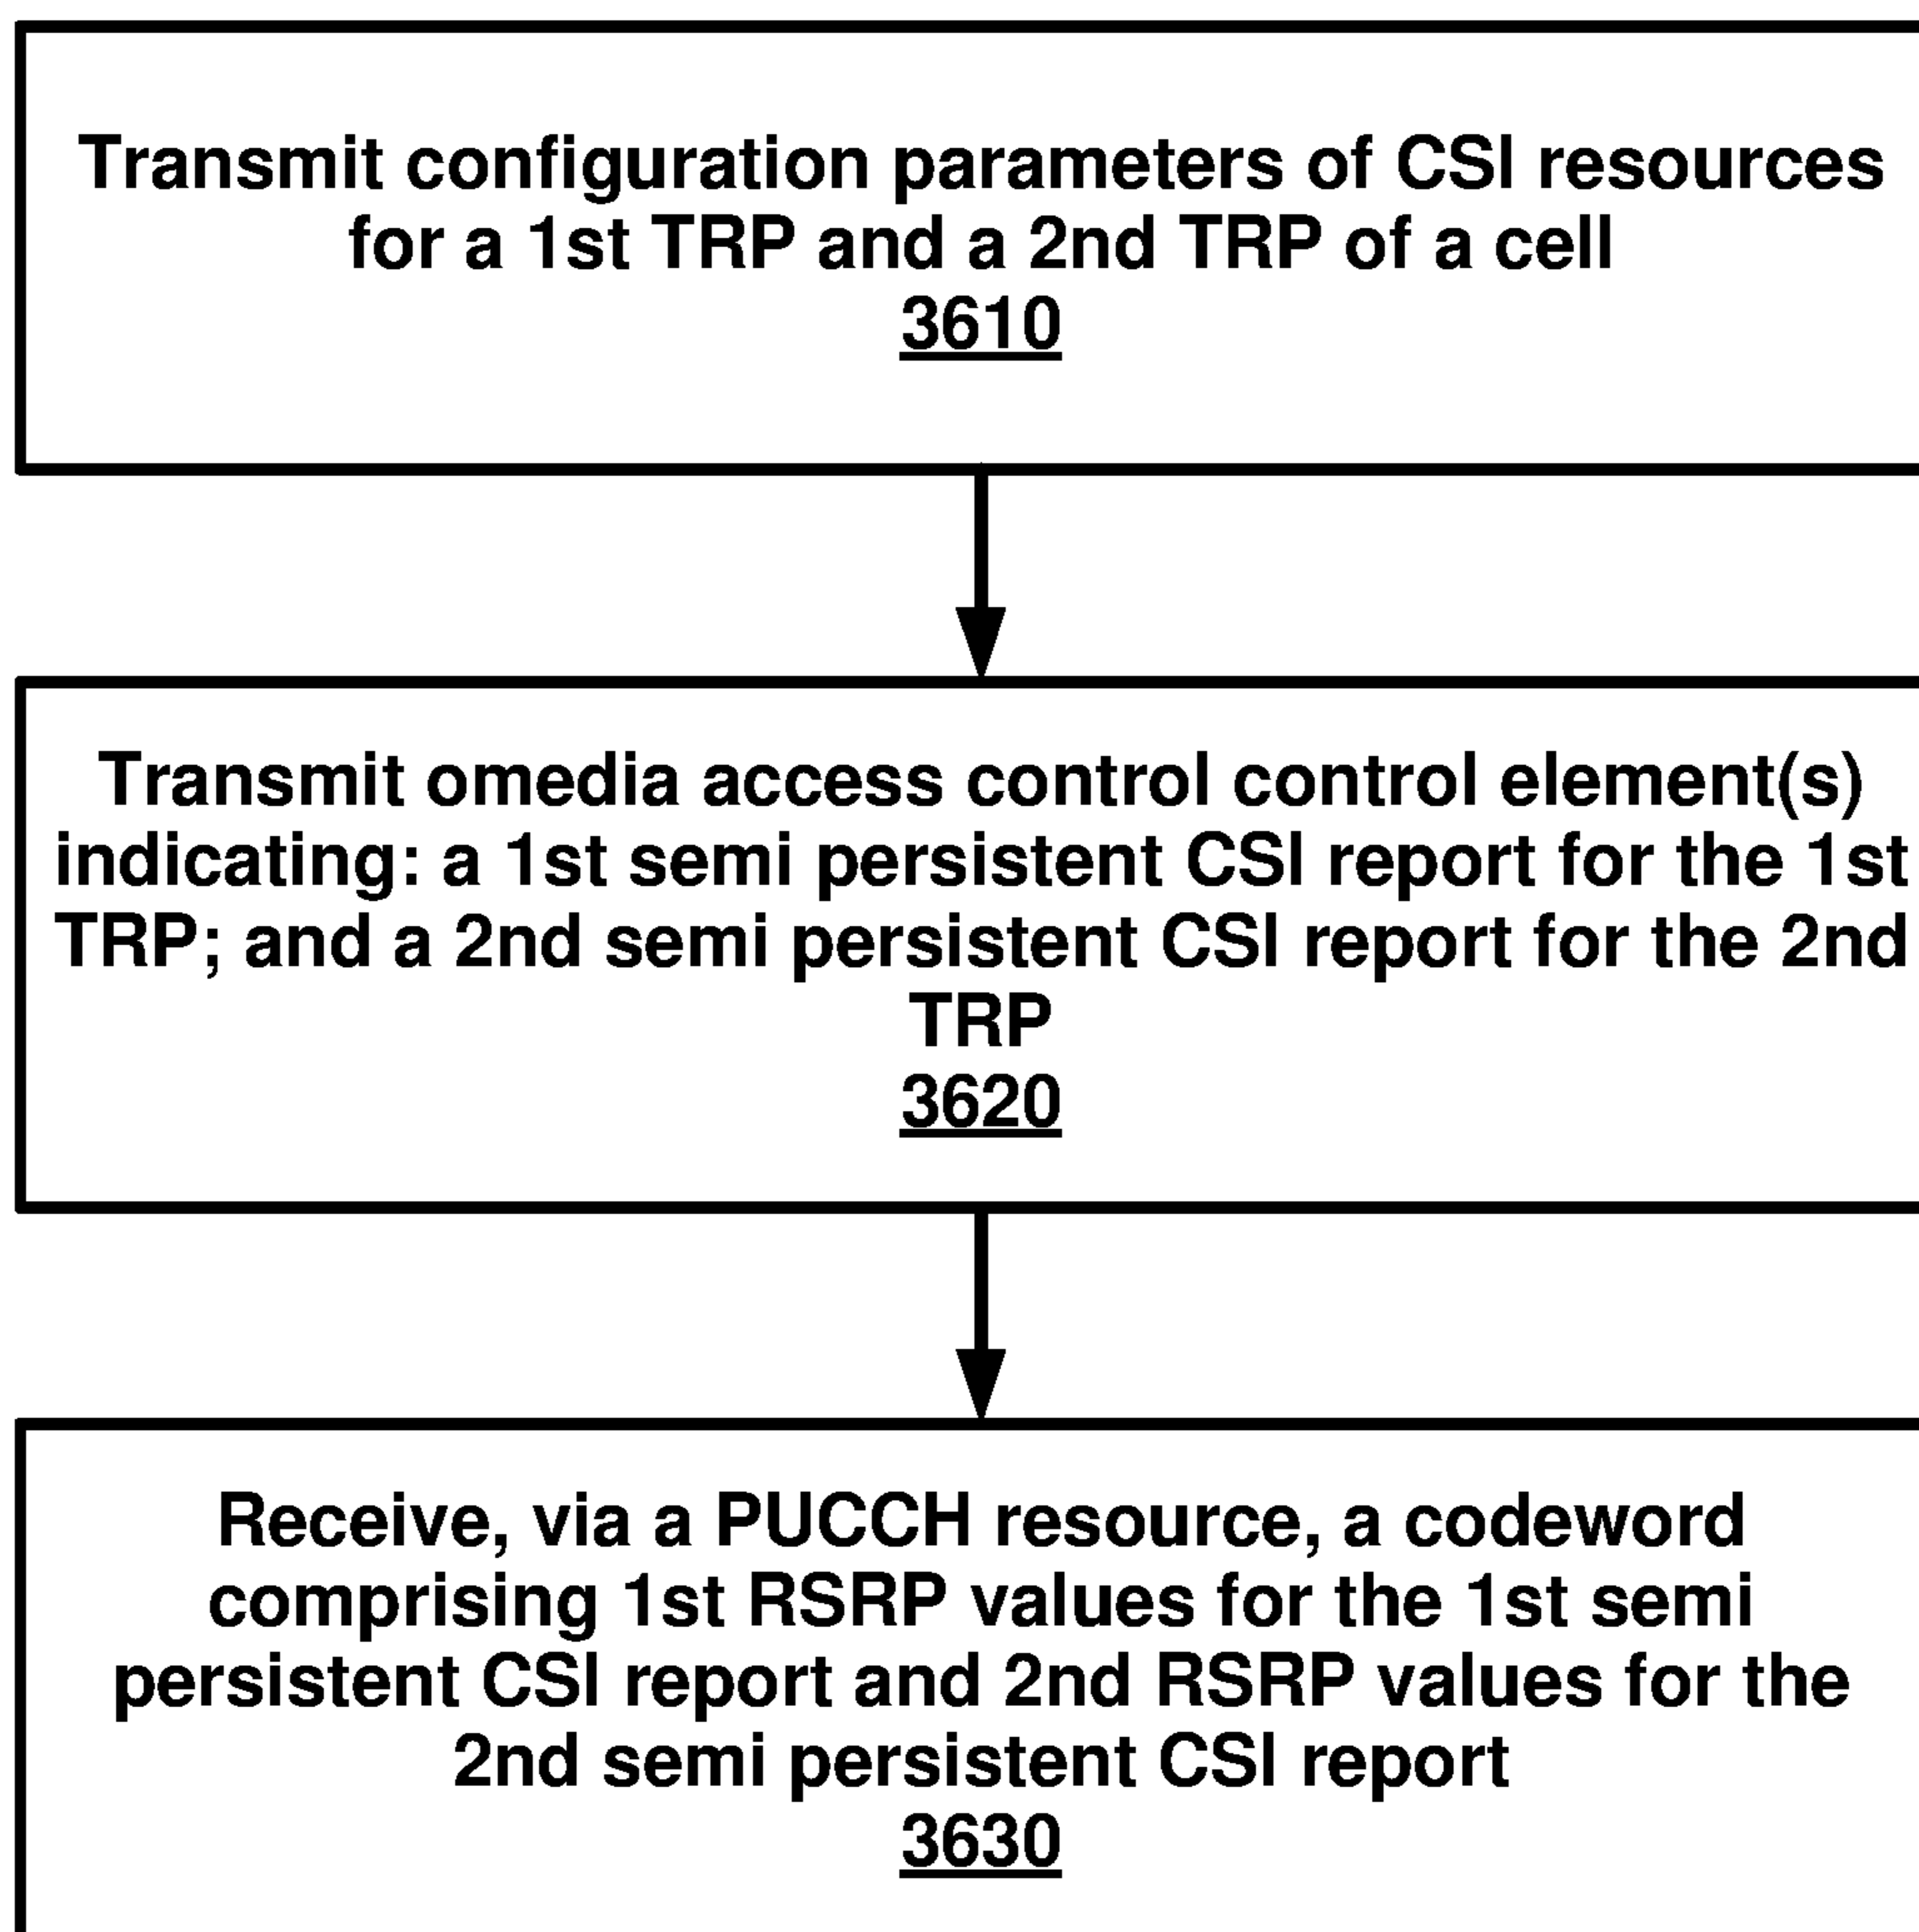 Transmit configuration parameters of CSI resources
for a 1st TRP and a 2nd TRP of a cell
3610
Transmit omedia access control control element(s)
indicating: a 1st semi persistent CSI report for the 1st
TRP; and a 2nd semi persistent CSI report for the 2nd
TRP
3620
Receive, via a PUCCH resource, a codeword
comprising 1st RSRP values for the 1st semi
persistent CSI report and 2nd RSRP values for the
2nd semi persistent CSI report
3630